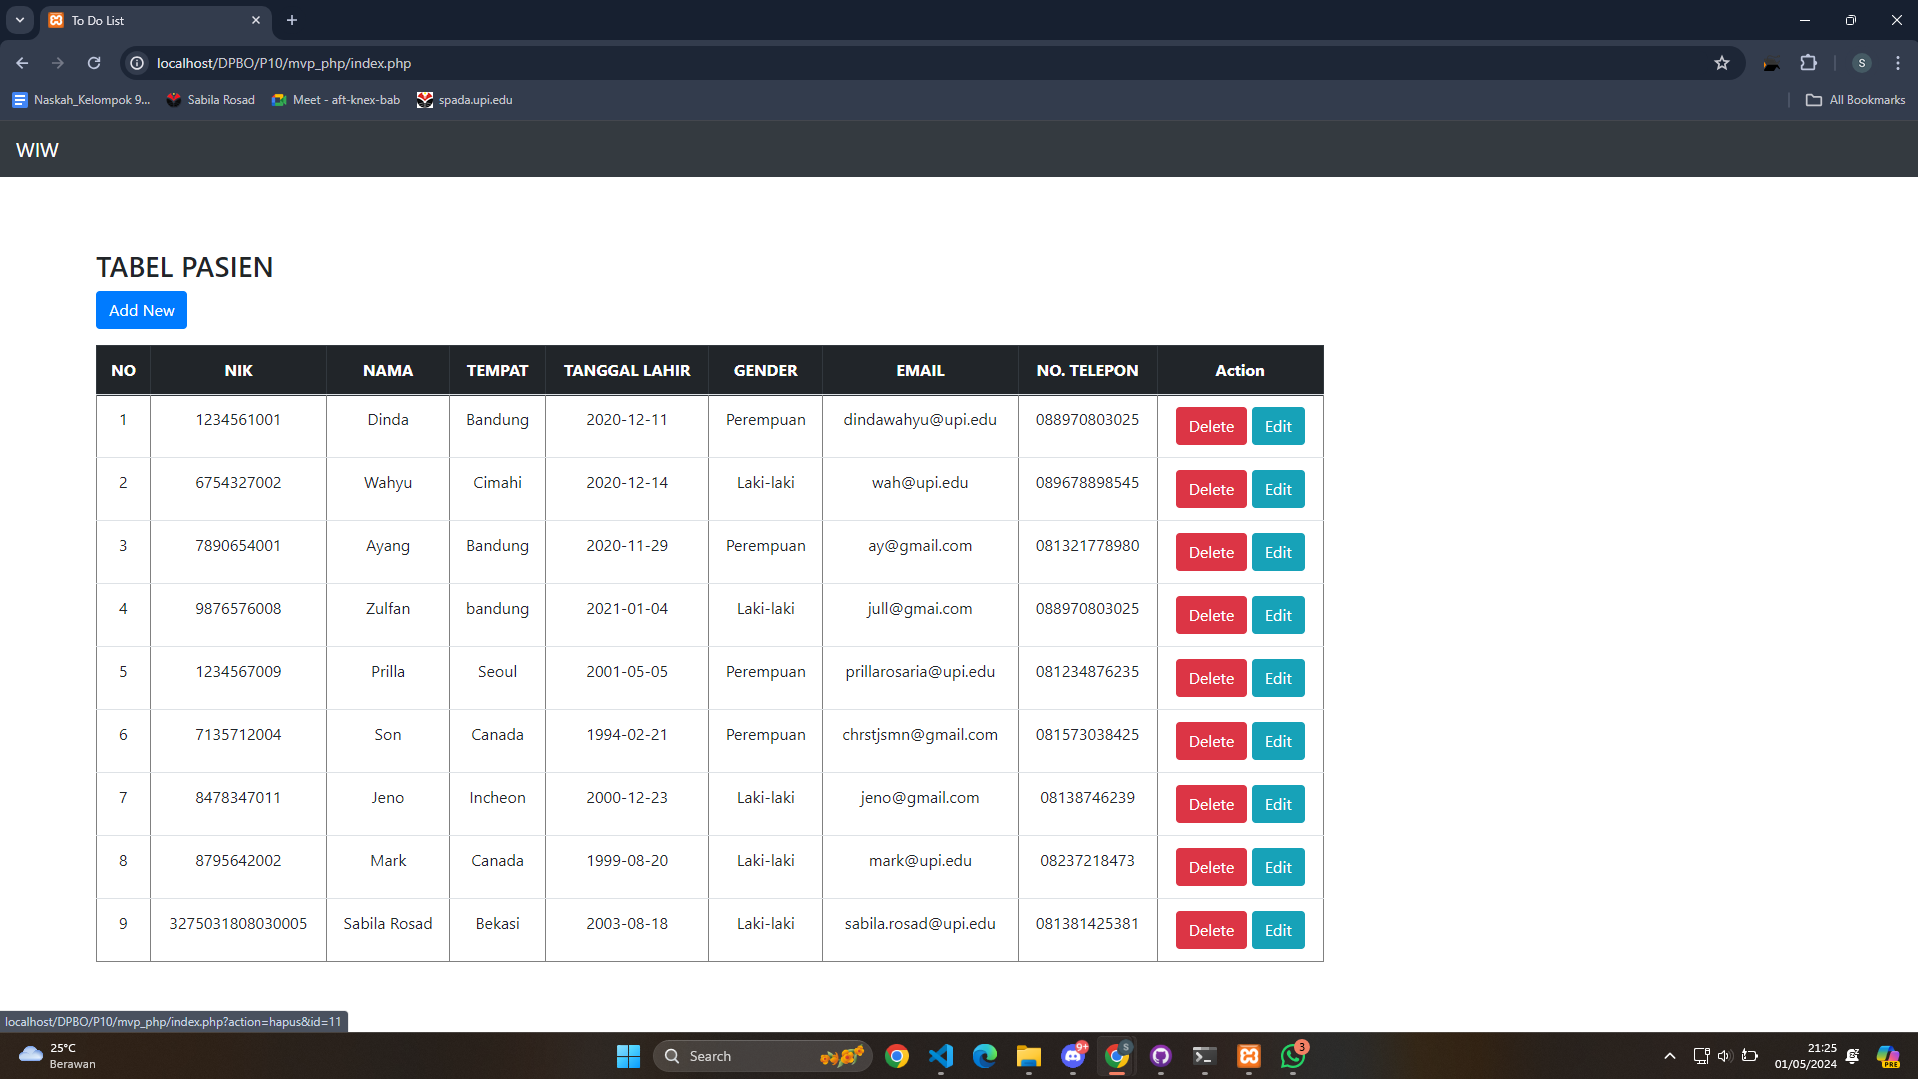 To Do List
localhost/DPBO/P10/mvp_php/index.php
S
Naskah_Kelompok 9...
Sabila Rosad
Meet - aft-knex-bab
spada.upi.edu
All Bookmarks
WIW
TABEL PASIEN
Add New
NO NIK NAMA TEMPAT TANGGAL LAHIR GENDER EMAIL NO. TELEPON Action
1 1234561001 Dinda Bandung 2020-12-11 Perempuan dindawahyu@upi.edu 088970803025 Delete Edit
2 6754327002 Wahyu Cimahi 2020-12-14 Laki-laki wah@upi.edu 089678898545 Delete Edit
3 7890654001 Ayang Bandung 2020-11-29 Perempuan ay@gmail.com 081321778980 Delete Edit
4 9876576008 Zulfan bandung 2021-01-04 Laki-laki jull@gmai.com 088970803025 Delete Edit
5 1234567009 Prilla Seoul 2001-05-05 Perempuan prillarosaria@upi.edu 081234876235 Delete Edit
6 7135712004 Son Canada 1994-02-21 Perempuan chrstjsmn@gmail.com 081573038425 Delete Edit
7 8478347011 Jeno Incheon 2000-12-23 Laki-laki jeno@gmail.com 08138746239 Delete Edit
8 8795642002 Mark Canada 1999-08-20 Laki-laki mark@upi.edu 08237218473 Delete Edit
9 3275031808030005 Sabila Rosad Bekasi 2003-08-18 Laki-laki sabila.rosad@upi.edu 081381425381 Delete Edit
localhost/DPBO/P10/mvp_php/index.php?action=hapus&id=11
25°C
Berawan
Search
9+
S
3
21:25
01/05/2024
PRE